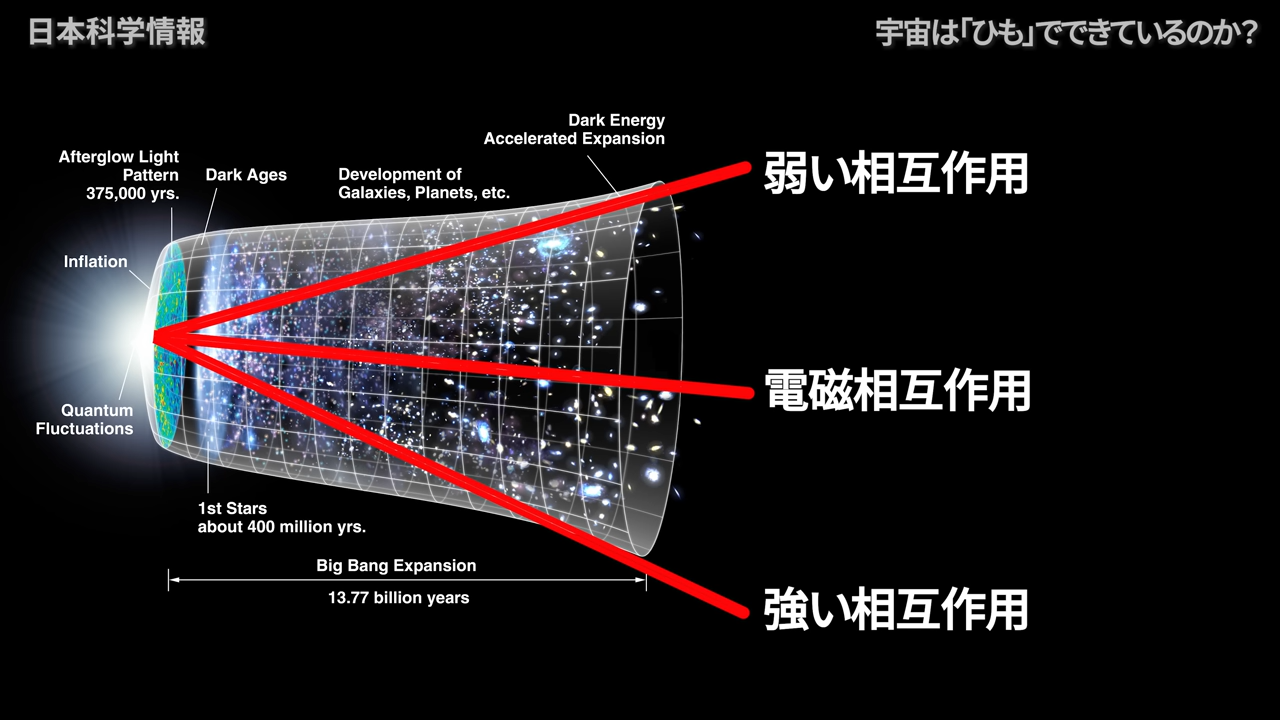 日本科学情報
宇宙は「ひも」でできているのか？
Dark Energy
Accelerated Expansion
Afterglow Light
Pattern
375,000 yrs.
Dark Ages
Development of
Galaxies, Planets, etc.
弱い相互作用
Inflation
電磁相互作用
Quantum
Fluctuations
1st Stars
about 400 million yrs.
Big Bang Expansion
13.77 billion years
強い相互作用